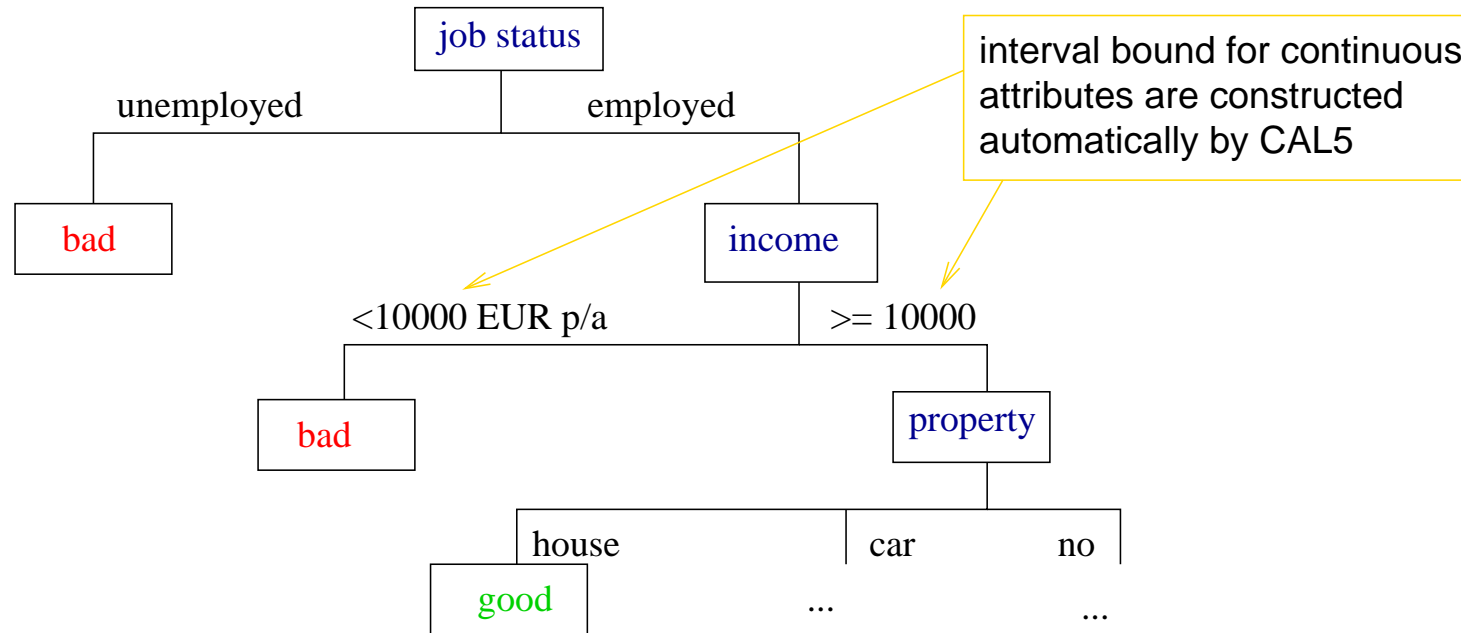 job status
interval bound for continuous
attributes are constructed
automatically by CAL5
unemployed
employed
bad
income
<10000 EUR p/a
>= 10000
bad
property
house
car
no
good
...
...